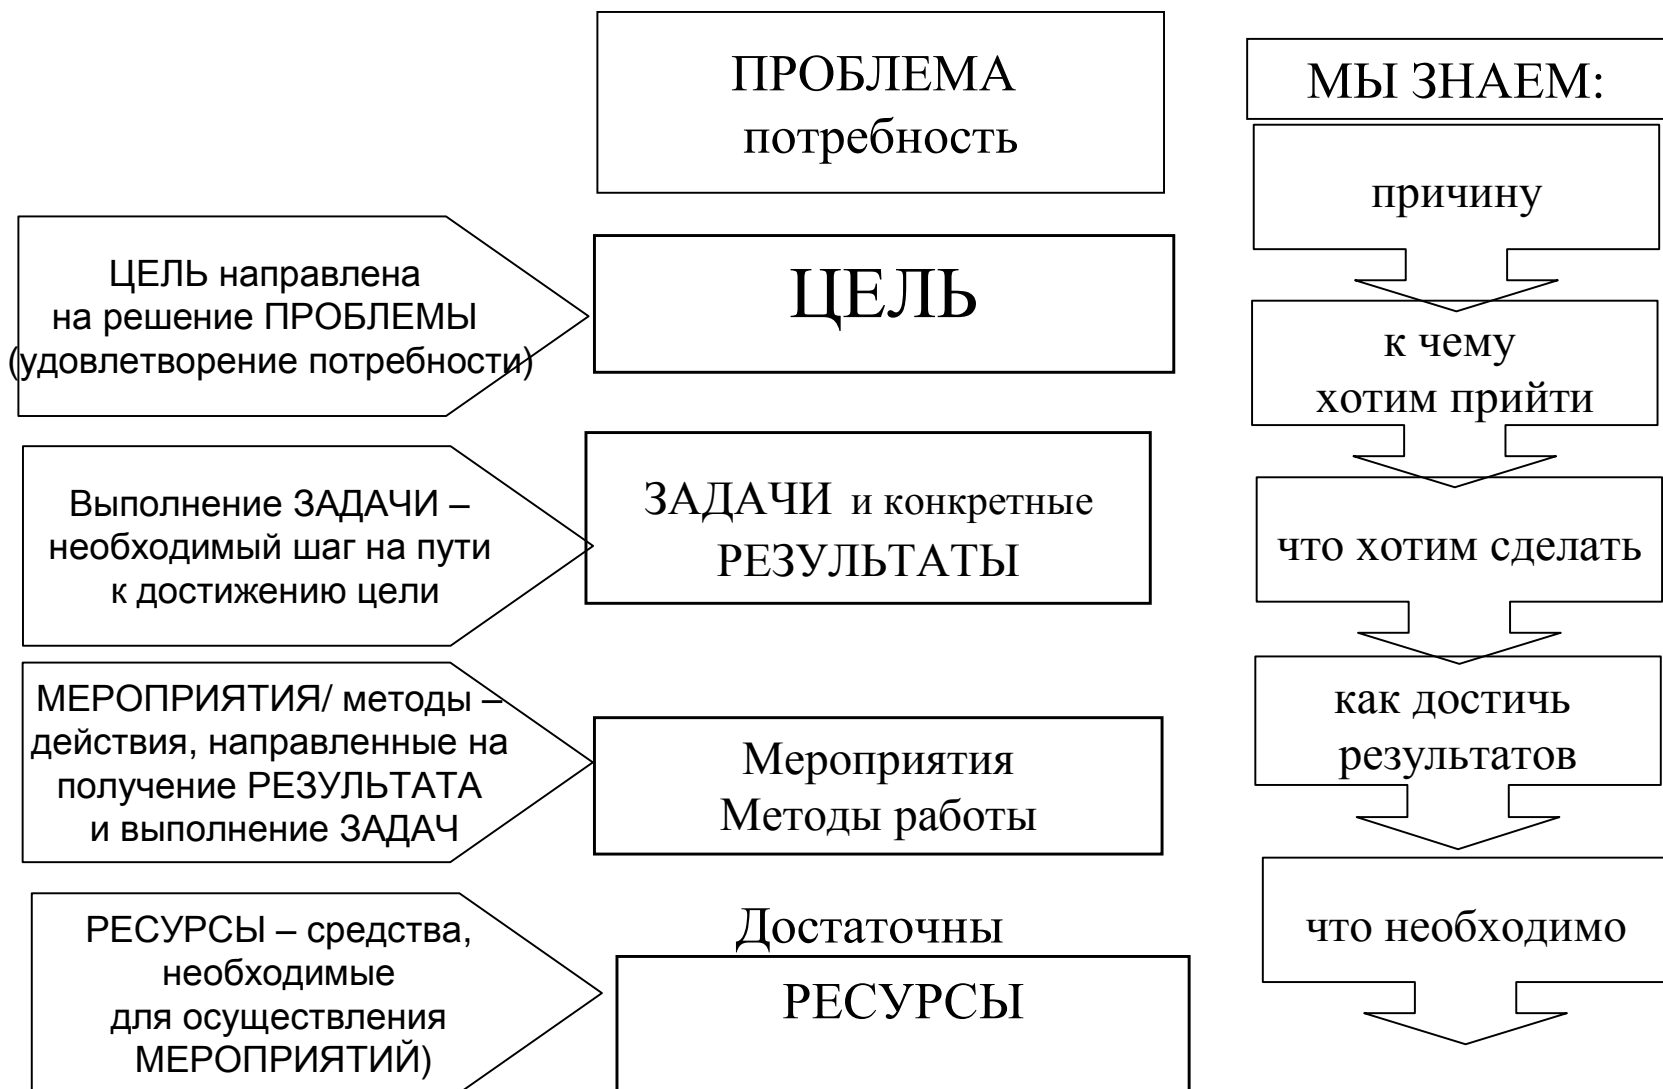 ПРОБЛЕМА
потребность
МЫ ЗНАЕМ:
причину
ЦЕЛЬ направлена
на решение ПРОБЛЕМЫ
(удовлетворение потребности)
ЦЕЛЬ
к чему
хотим прийти
Выполнение ЗАДАЧИ –
необходимый шаг на пути
к достижению цели
ЗАДАЧИ и конкретные
РЕЗУЛЬТАТЫ
что хотим сделать
МЕРОПРИЯТИЯ/ методы –
действия, направленные на
получение РЕЗУЛЬТАТА
и выполнение ЗАДАЧ
Мероприятия
Методы работы
как достичь
результатов
РЕСУРСЫ – средства,
необходимые
для осуществления
МЕРОПРИЯТИЙ)
Достаточны
РЕСУРСЫ
что необходимо